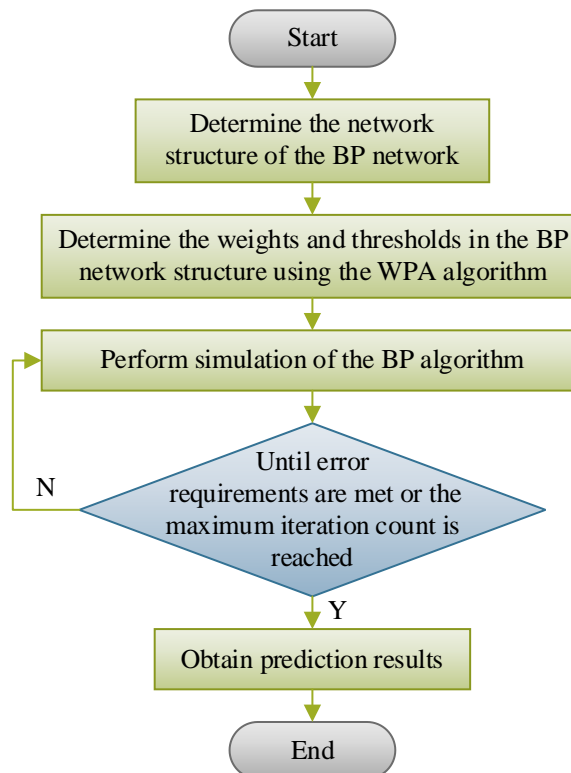 Start
Determine the network
structure of the BP network
Determine the weights and thresholds in the BP
network structure using the WPA algorithm
Perform simulation of the BP algorithm
Until error
requirements are met or the
maximum iteration count is
reached
N
Y
Obtain prediction results
End